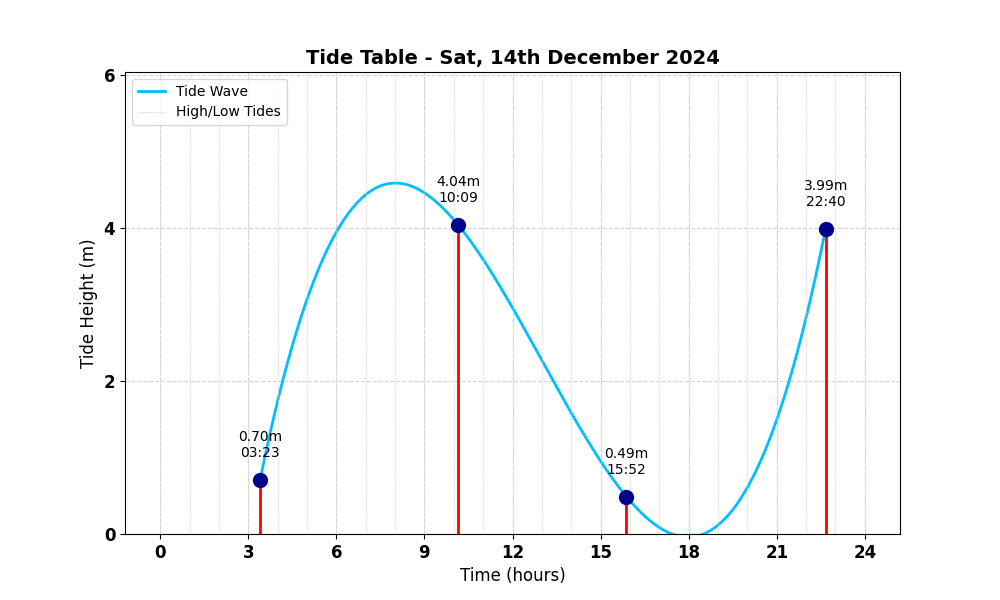 Tide Table - Sat, 14th December 2024
Tide Wave
High/Low Tides
6
4
2
0
Tide Height (m)
4.04m
10:09
3.99m
22:40
0.70m
03:23
0.49m
15:52
0
3
6
9
12
15
18
21
24
Time (hours)